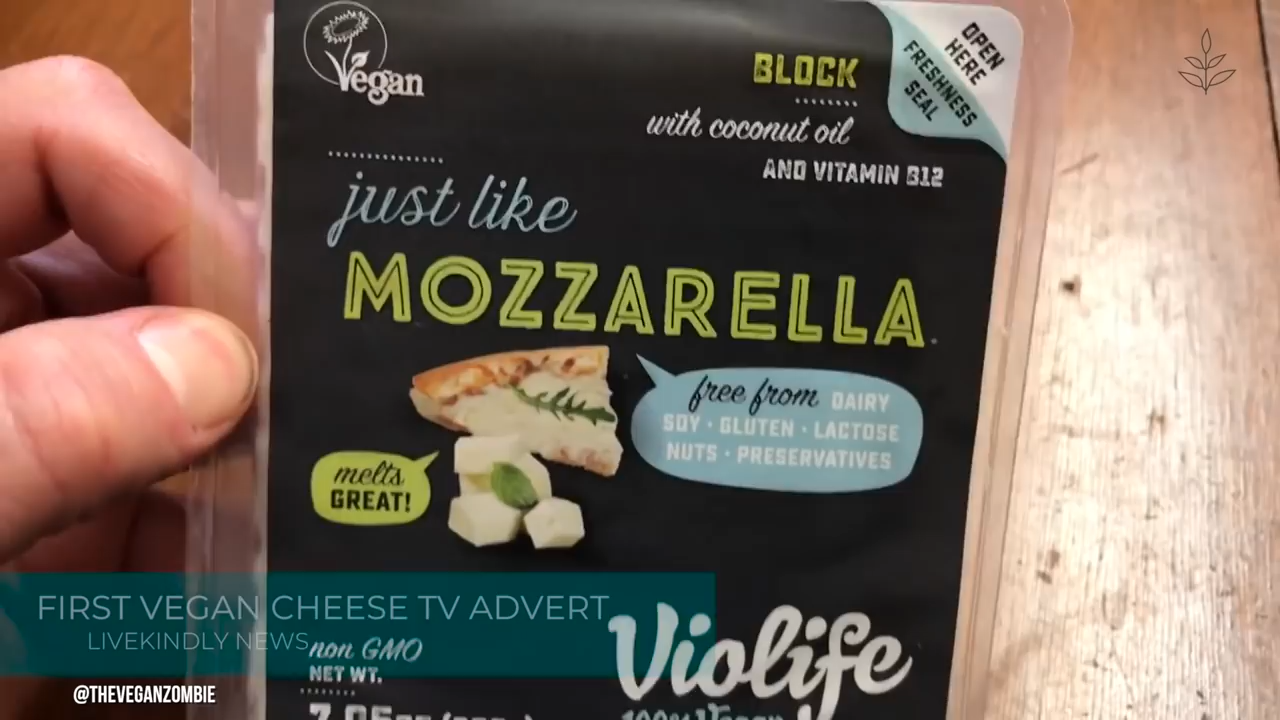 Vegan
BLOCK
with coconut oil
AND VITAMIN B12
OPEN
HERE
FRESHNESS
SEAL
just like
MOZZARELLA
free from DAIRY
SOY · GLUTEN · LACTOSE
NUTS · PRESERVATIVES
melts
GREAT!
FIRST VEGAN CHEESE TV ADVERT
LIVEKINDLY NEWS
non GMO
NET WT.
Violife
100% Vegan
@THEVEGANZOMBIE